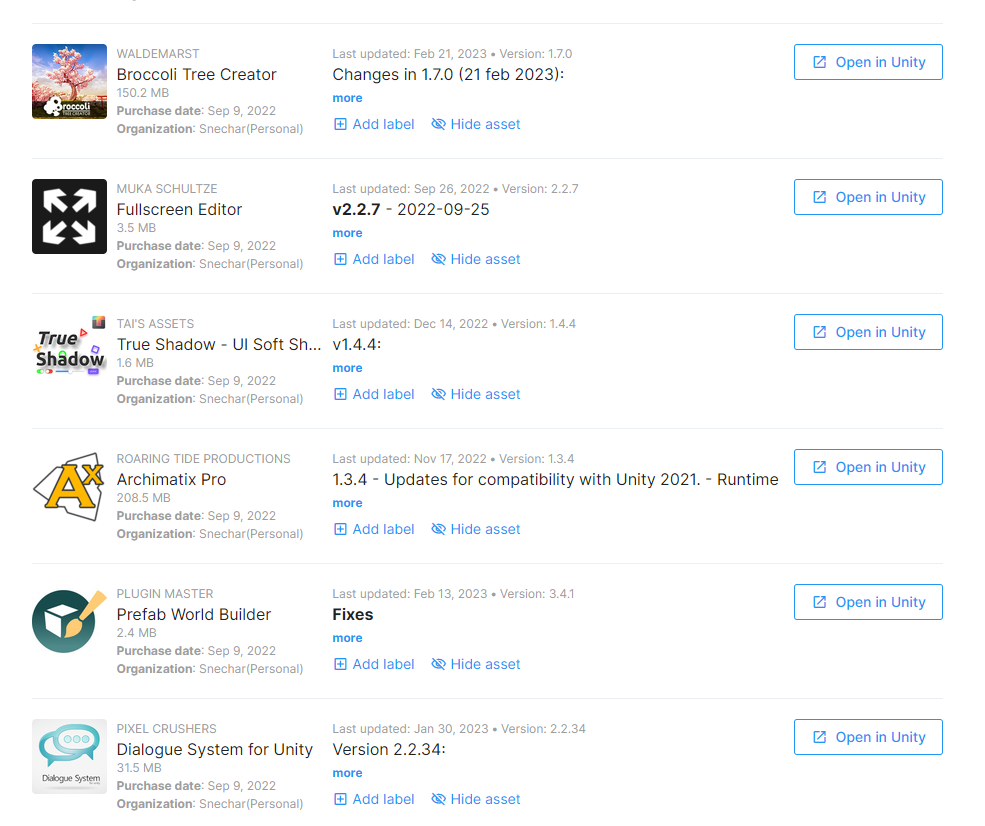 WALDEMARST
Broccoli Tree Creator
150.2 MB
Purchase date: Sep 9, 2022
Organization: Snechar(Personal)
Last updated: Feb 21, 2023 • Version: 1.7.0
Changes in 1.7.0 (21 feb 2023):
more
Add label Hide asset
Open in Unity
Broccoli
TREE CREATOR
MUKA SCHULTZE
Fullscreen Editor
3.5 MB
Purchase date: Sep 9, 2022
Organization: Snechar(Personal)
Last updated: Sep 26, 2022 • Version: 2.2.7
v2.2.7 - 2022-09-25
more
Add label Hide asset
Open in Unity
True
Shadow
TAI'S ASSETS
True Shadow - UI Soft Sh...
1.6 MB
Purchase date: Sep 9, 2022
Organization: Snechar(Personal)
Last updated: Dec 14, 2022 • Version: 1.4.4
v1.4.4:
more
Add label Hide asset
Open in Unity
AX
ROARING TIDE PRODUCTIONS
Archimatix Pro
208.5 MB
Purchase date: Sep 9, 2022
Organization: Snechar(Personal)
Last updated: Nov 17, 2022 • Version: 1.3.4
1.3.4 - Updates for compatibility with Unity 2021. - Runtime
more
Add label Hide asset
Open in Unity
PLUGIN MASTER
Prefab World Builder
2.4 MB
Purchase date: Sep 9, 2022
Organization: Snechar(Personal)
Last updated: Feb 13, 2023 • Version: 3.4.1
Fixes
more
Add label Hide asset
Open in Unity
Dialogue System
for Unity
PIXEL CRUSHERS
Dialogue System for Unity
31.5 MB
Purchase date: Sep 9, 2022
Organization: Snechar(Personal)
Last updated: Jan 30, 2023 • Version: 2.2.34
Version 2.2.34:
more
Add label Hide asset
Open in Unity